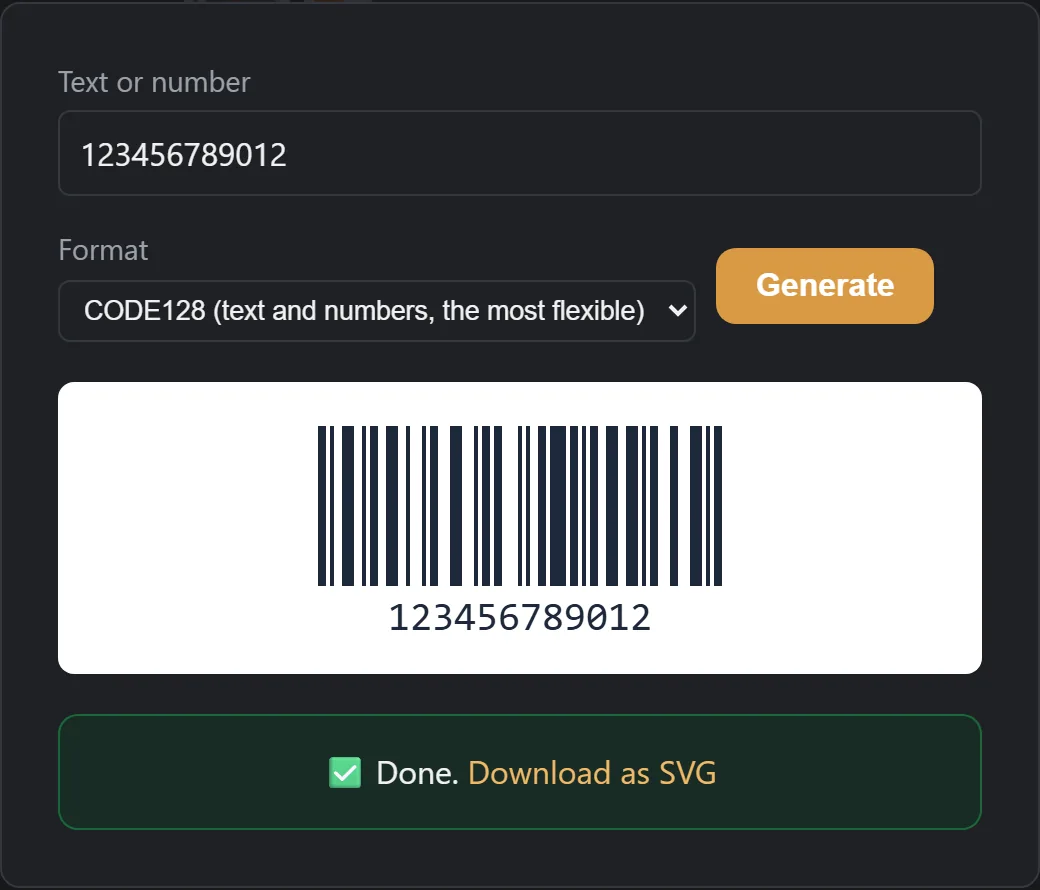 Text or number
123456789012
Format
CODE128 (text and numbers, the most flexible)
Generate
123456789012
Done. Download as SVG